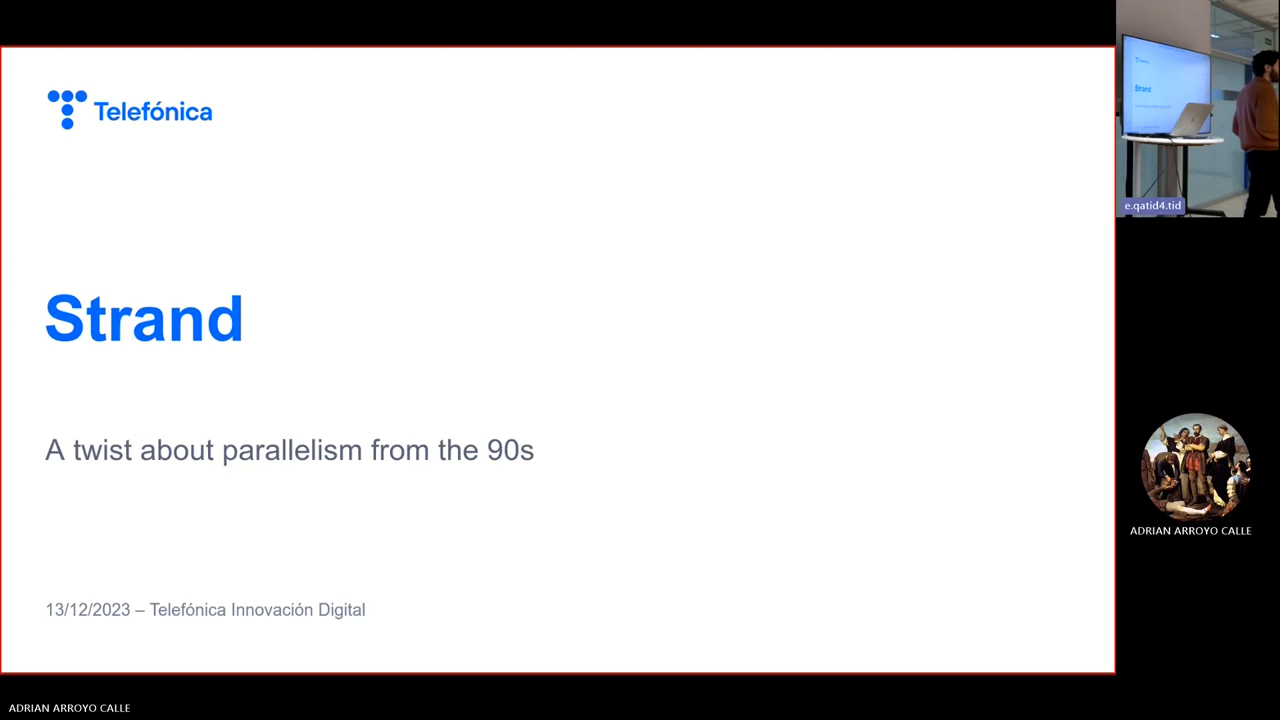 Telefónica
Strand
A twist about parallelism from the 90s
13/12/2023 – Telefónica Innovación Digital
Strand
e.qatid4.tid
ADRIAN ARROYO CALLE
ADRIAN ARROYO CALLE